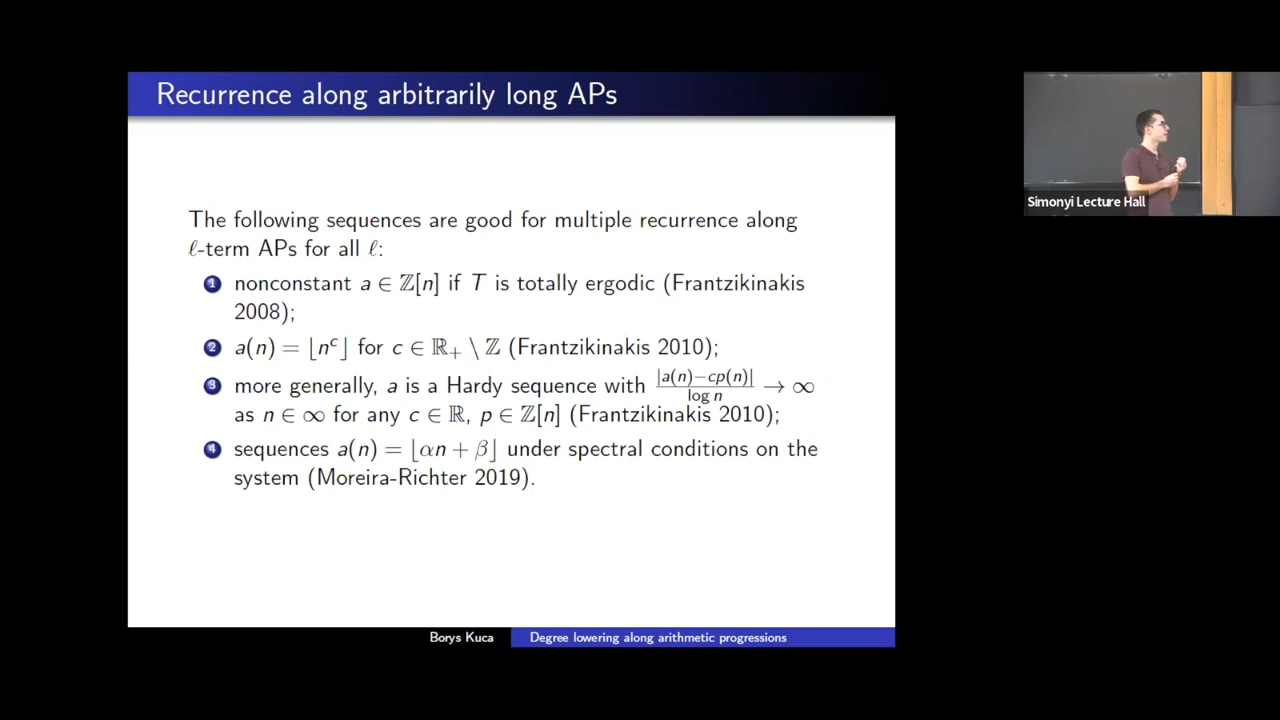 Recurrence along arbitrarily long APs
The following sequences are good for multiple recurrence along
ℓ-term APs for all ℓ:
1 nonconstant a ∈ ℤ[n] if T is totally ergodic (Frantzikinakis
2008);
2 a(n) = ⌊n^c⌋ for c ∈ ℝ₊ \ ℤ (Frantzikinakis 2010);
3 more generally, a is a Hardy sequence with |a(n)−cp(n)|/log n → ∞
as n ∈ ∞ for any c ∈ ℝ, p ∈ ℤ[n] (Frantzikinakis 2010);
4 sequences a(n) = ⌊αn + β⌋ under spectral conditions on the
system (Moreira-Richter 2019).
Borys Kuca Degree lowering along arithmetic progressions
Simonyi Lecture Hall